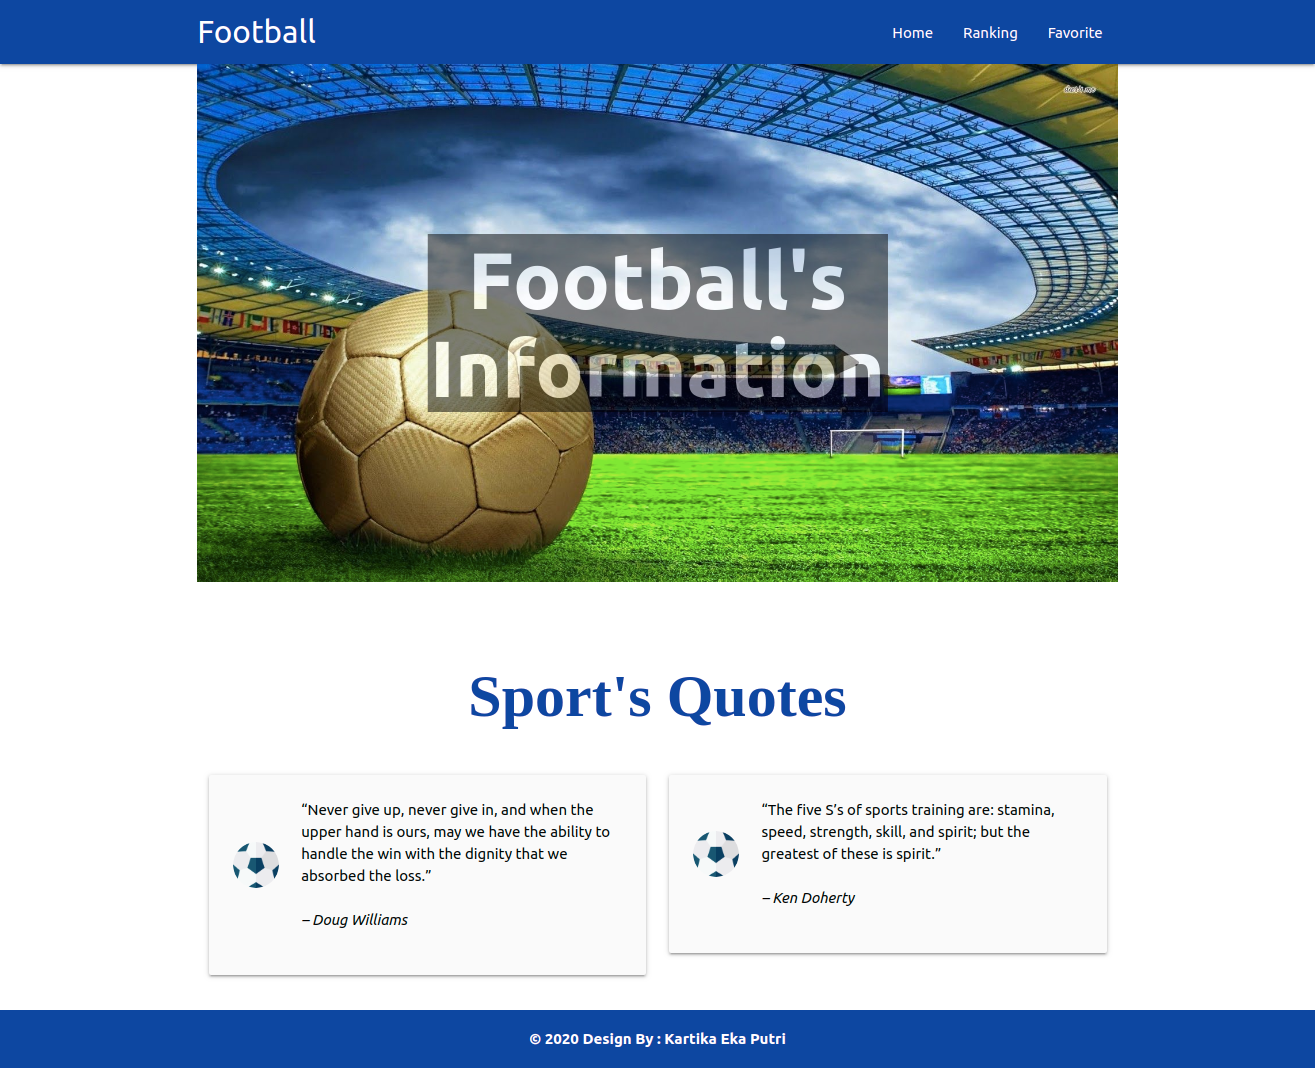 Football
Home Ranking Favorite
Football's
Information
Sport's Quotes
“Never give up, never give in, and when the
upper hand is ours, may we have the ability to
handle the win with the dignity that we
absorbed the loss.”
– Doug Williams
“The five S’s of sports training are: stamina,
speed, strength, skill, and spirit; but the
greatest of these is spirit.”
– Ken Doherty
© 2020 Design By : Kartika Eka Putri